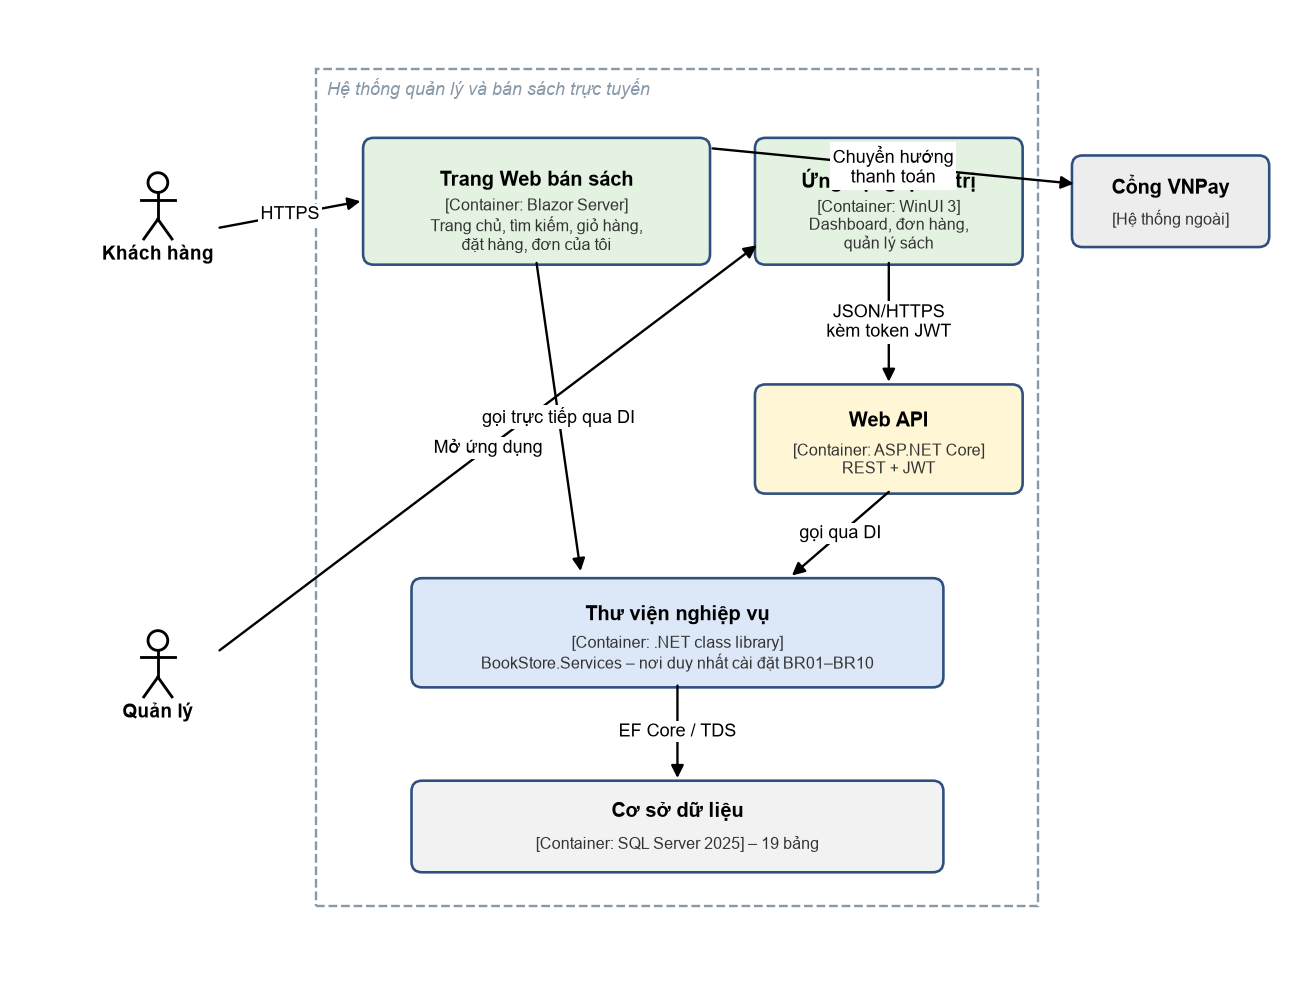 Hệ thống quản lý và bán sách trực tuyến
Trang Web bán sách
[Container: Blazor Server]
Trang chủ, tìm kiếm, giỏ hàng,
đặt hàng, đơn của tôi
Chuyển hướng
thanh toán
[Container: WinUI 3]
Dashboard, đơn hàng,
quản lý sách
Cổng VNPay
[Hệ thống ngoài]
HTTPS
Khách hàng
JSON/HTTPS
kèm token JWT
gọi trực tiếp qua DI
Mở ứng dụng
Web API
[Container: ASP.NET Core]
REST + JWT
gọi qua DI
Thư viện nghiệp vụ
[Container: .NET class library]
BookStore.Services – nơi duy nhất cài đặt BR01–BR10
Quản lý
EF Core / TDS
Cơ sở dữ liệu
[Container: SQL Server 2025] – 19 bảng